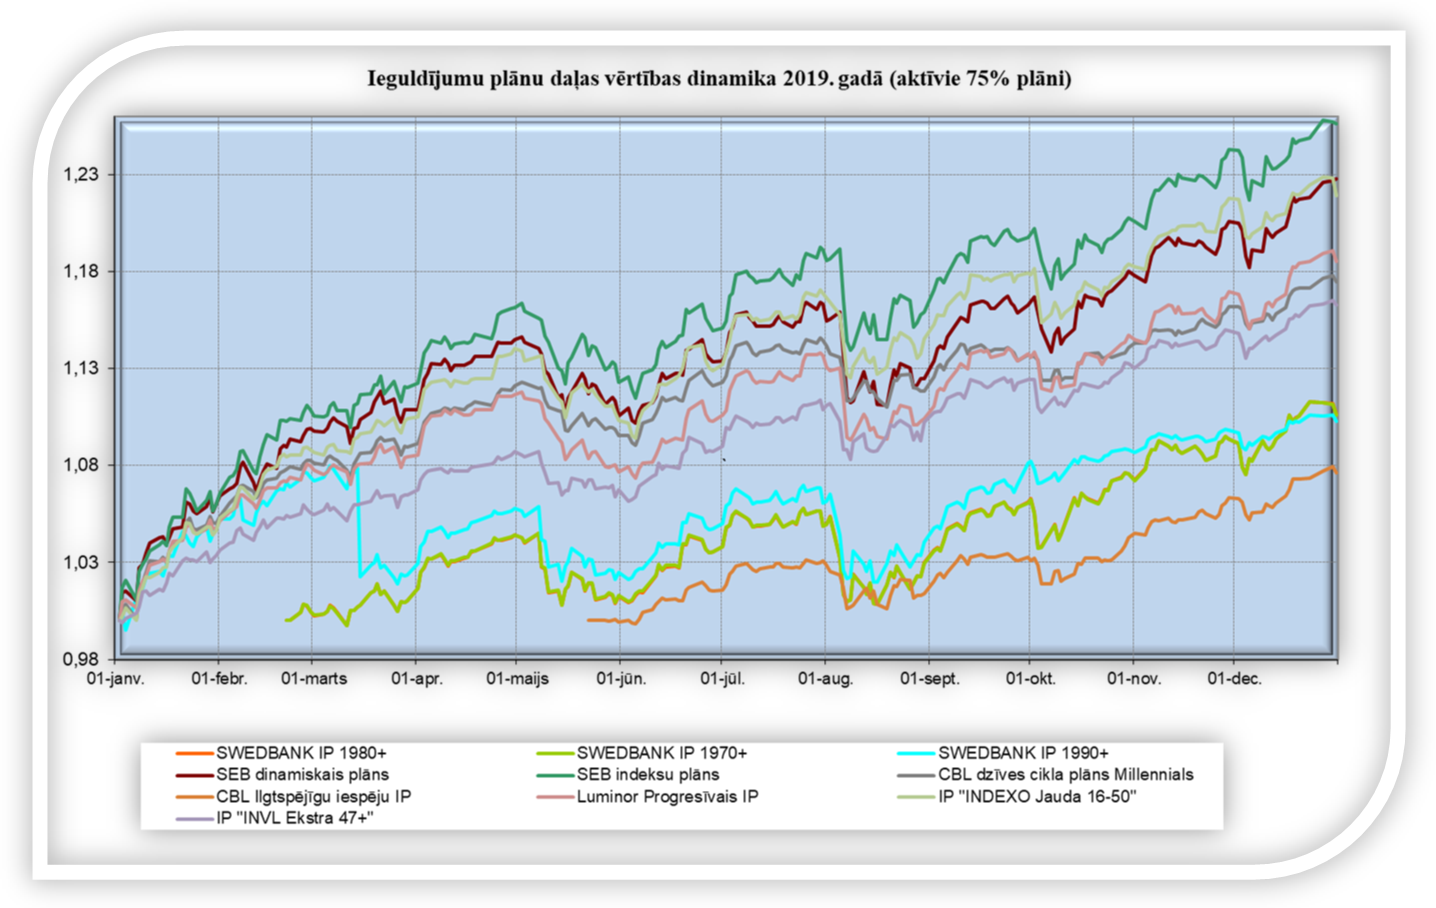 Ieguldījumu plānu daļas vērtības dinamika 2019. gadā (aktīvie 75% plāni)
1,23
1,18
1,13
1,08
1,03
0,98
01-janv. 01-febr. 01-marts 01-apr. 01-maijs 01-jūn. 01-jūl. 01-aug. 01-sept. 01-okt. 01-nov. 01-dec.
SWEDBANK IP 1980+ SWEDBANK IP 1970+ SWEDBANK IP 1990+
SEB dinamiskais plāns SEB indeksu plāns CBL dzīves cikla plāns Millennials
CBL Ilgtspējīgu iespēju IP Luminor Progresīvais IP IP "INDEXO Jauda 16-50"
IP "INVL Ekstra 47+"